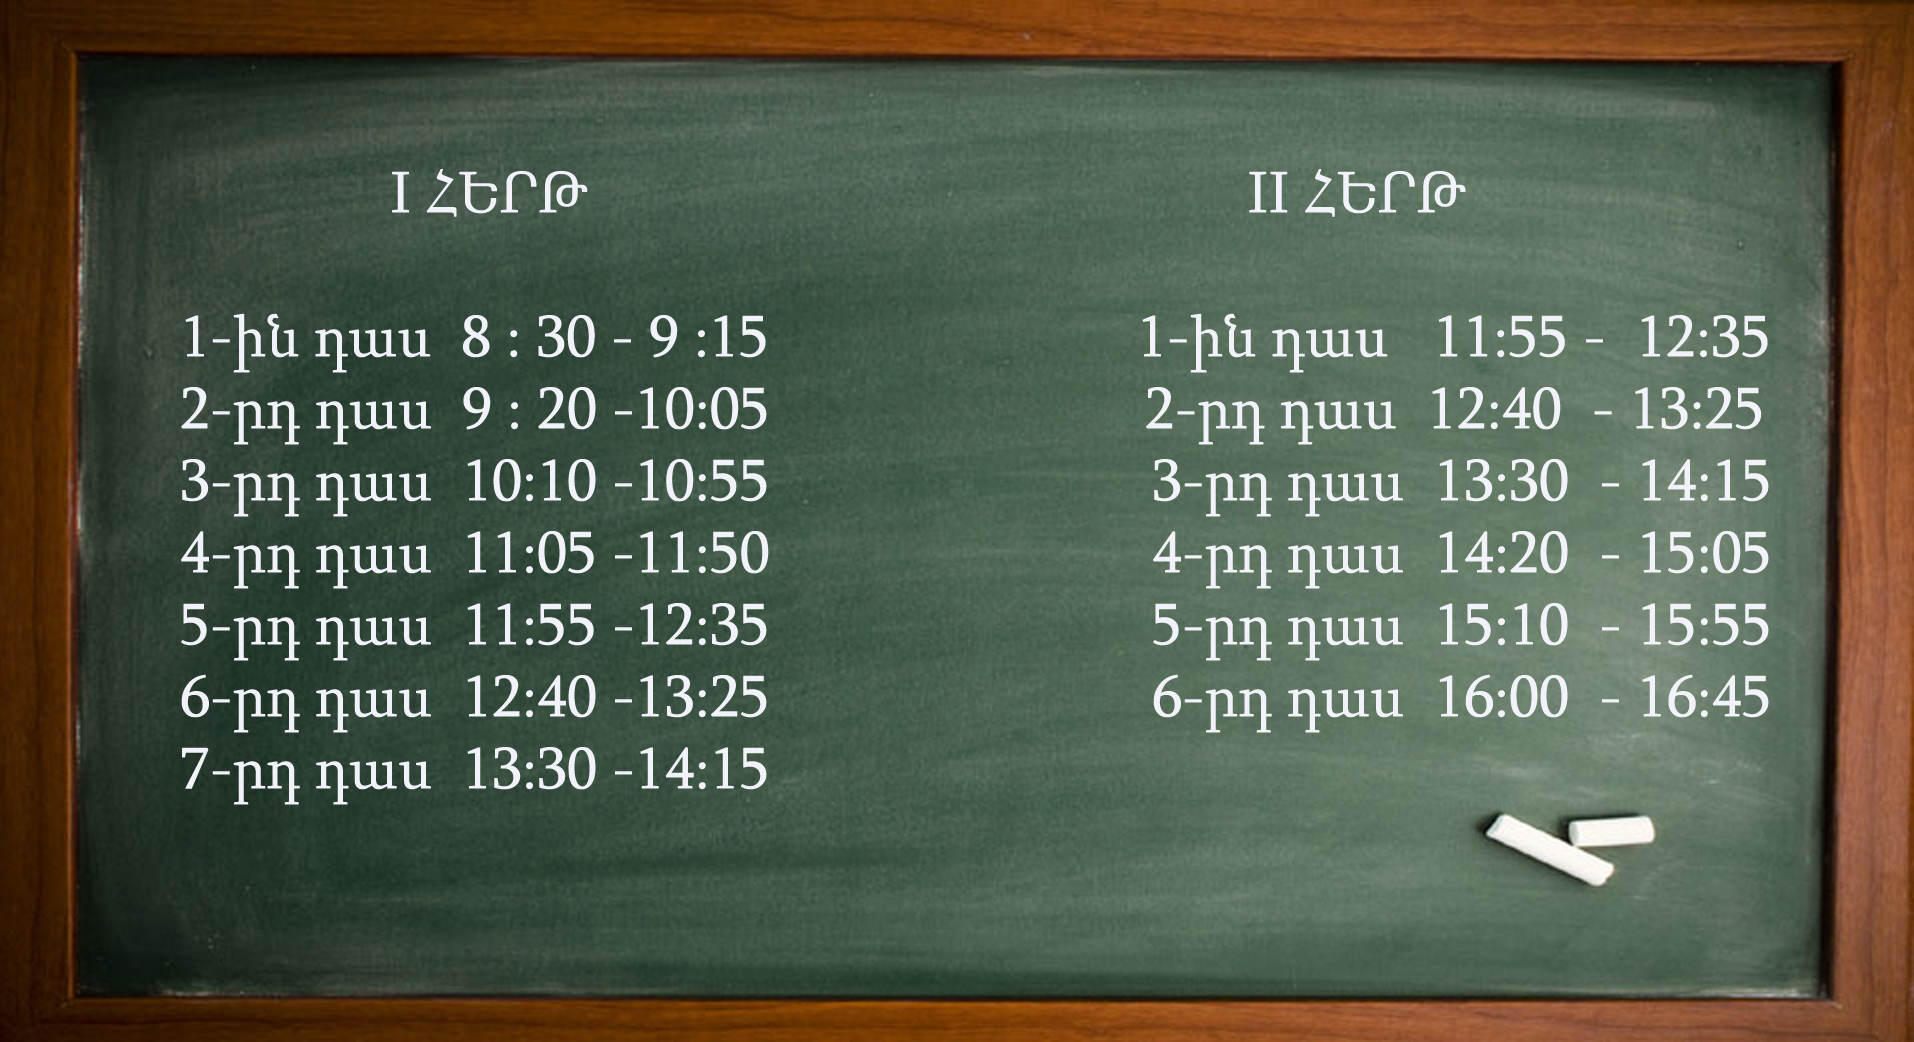 I ՀԵՐԹ
1-ին դաս 8 : 30 - 9 :15
2-րդ դաս 9 : 20 -10:05
3-րդ դաս 10:10 -10:55
4-րդ դաս 11:05 -11:50
5-րդ դաս 11:55 -12:35
6-րդ դաս 12:40 -13:25
7-րդ դաս 13:30 -14:15
II ՀԵՐԹ
1-ին դաս 11:55 - 12:35
2-րդ դաս 12:40 - 13:25
3-րդ դաս 13:30 - 14:15
4-րդ դաս 14:20 - 15:05
5-րդ դաս 15:10 - 15:55
6-րդ դաս 16:00 - 16:45